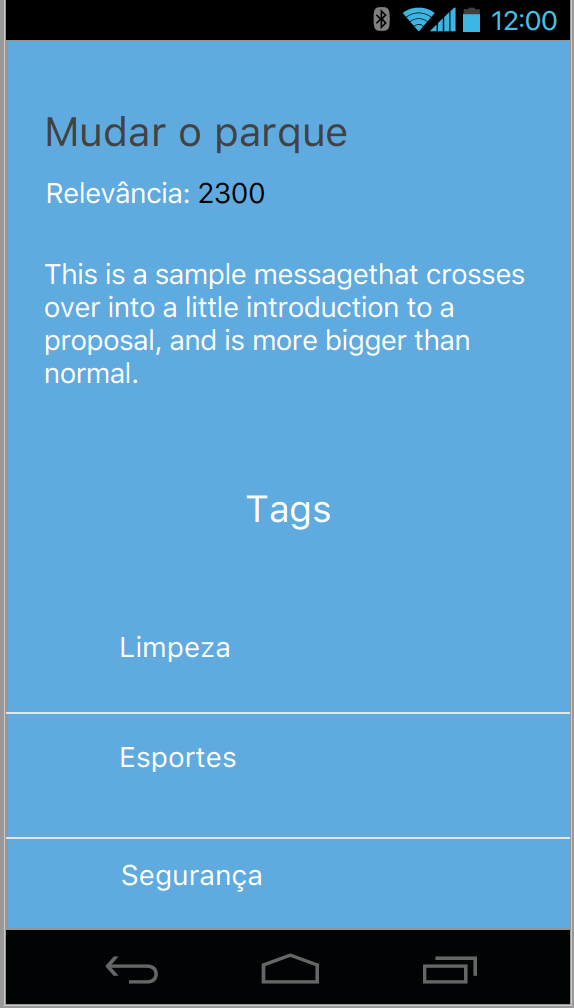 12:00
Mudar o parque
Relevância: 2300
This is a sample messagethat crosses
over into a little introduction to a
proposal, and is more bigger than
normal.
Tags
Limpeza
Esportes
Segurança